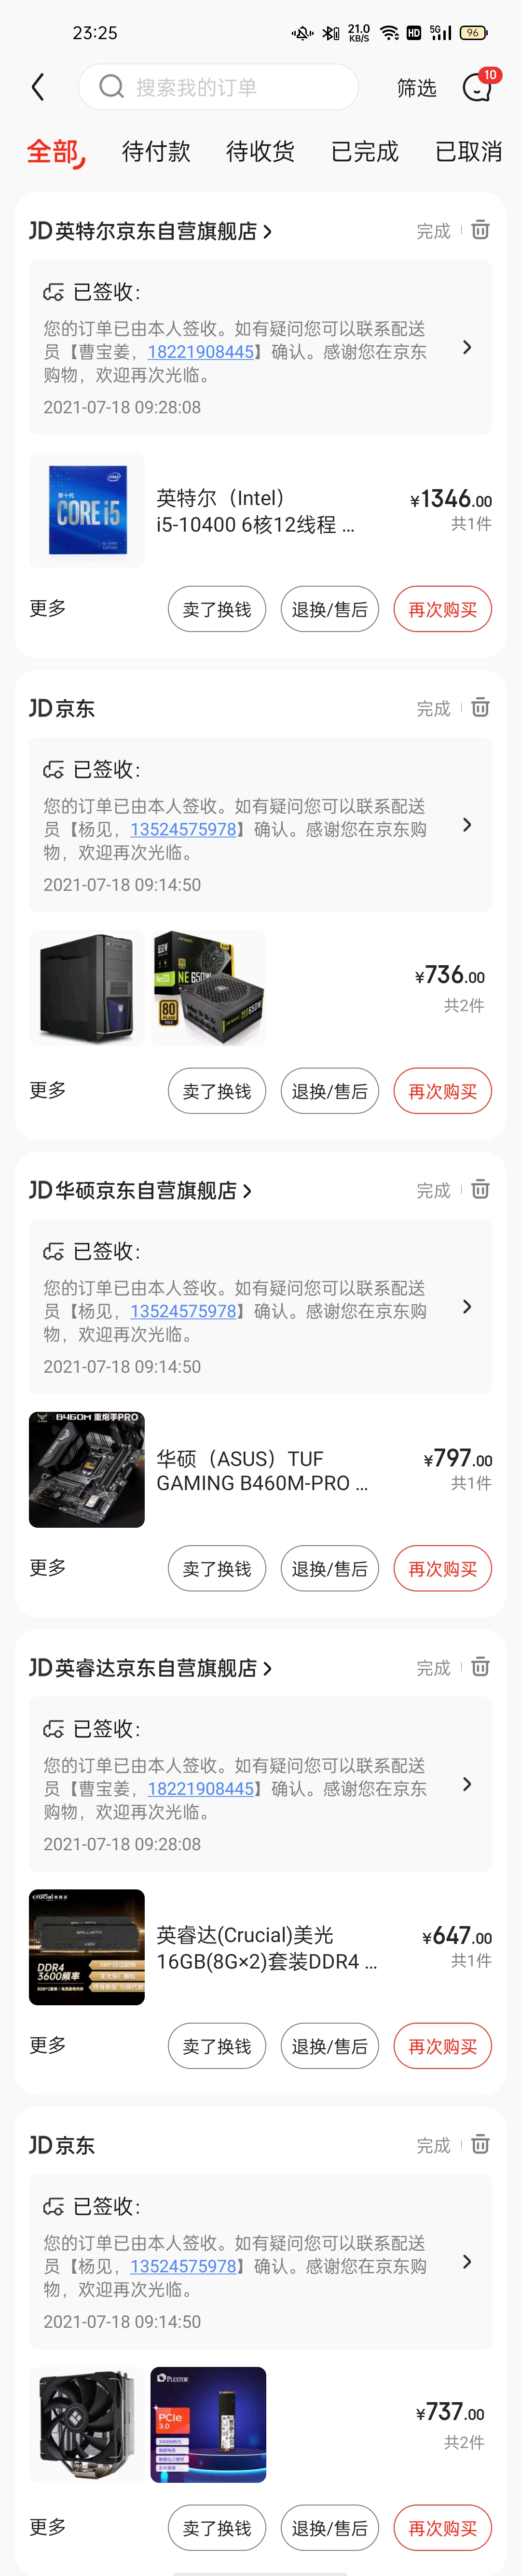 23:25
21.0
KB/S
HD
5G
96
搜索我的订单
筛选
10
全部
待付款
待收货
已完成
已取消
JD英特尔京东自营旗舰店
完成
已签收：
您的订单已由本人签收。如有疑问您可以联系配送
员【曹宝姜，18221908445】确认。感谢您在京东
购物，欢迎再次光临。
2021-07-18 09:28:08
intel
第十代
CORE i5
英特尔（Intel）
i5-10400 6核12线程 ...
¥1346.00
共1件
更多
卖了换钱
退换/售后
再次购买
JD京东
完成
已签收：
您的订单已由本人签收。如有疑问您可以联系配送
员【杨见，13524575978】确认。感谢您在京东购
物，欢迎再次光临。
2021-07-18 09:14:50
NE 650W
80
PLUS
¥736.00
共2件
更多
卖了换钱
退换/售后
再次购买
JD华硕京东自营旗舰店
完成
已签收：
您的订单已由本人签收。如有疑问您可以联系配送
员【杨见，13524575978】确认。感谢您在京东购
物，欢迎再次光临。
2021-07-18 09:14:50
B460M 重炮手PRO
华硕（ASUS）TUF
GAMING B460M-PRO ...
¥797.00
共1件
更多
卖了换钱
退换/售后
再次购买
JD英睿达京东自营旗舰店
完成
已签收：
您的订单已由本人签收。如有疑问您可以联系配送
员【曹宝姜，18221908445】确认。感谢您在京东
购物，欢迎再次光临。
2021-07-18 09:28:08
crucial
BALLISTIX
DDR4
3600频率
英睿达(Crucial)美光
16GB(8G×2)套装DDR4 ...
¥647.00
共1件
更多
卖了换钱
退换/售后
再次购买
JD京东
完成
已签收：
您的订单已由本人签收。如有疑问您可以联系配送
员【杨见，13524575978】确认。感谢您在京东购
物，欢迎再次光临。
2021-07-18 09:14:50
PLEXTOR
PCIe
3.0
¥737.00
共2件
更多
卖了换钱
退换/售后
再次购买